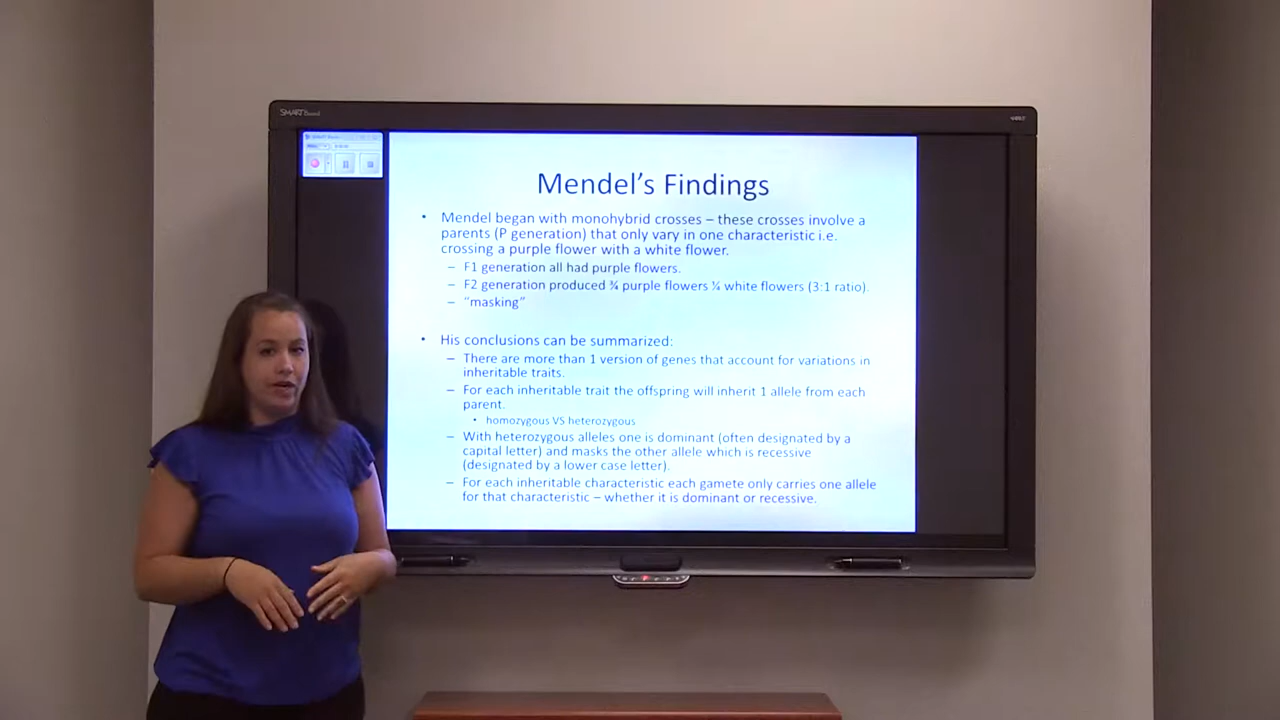 SMART Board
Mendel's Findings
• Mendel began with monohybrid crosses – these crosses involve a
parents (P generation) that only vary in one characteristic i.e.
crossing a purple flower with a white flower.
– F1 generation all had purple flowers.
– F2 generation produced ¾ purple flowers ¼ white flowers (3:1 ratio).
– "masking"
• His conclusions can be summarized:
– There are more than 1 version of genes that account for variations in
inheritable traits.
– For each inheritable trait the offspring will inherit 1 allele from each
parent.
• homozygous VS heterozygous
– With heterozygous alleles one is dominant (often designated by a
capital letter) and masks the other allele which is recessive
(designated by a lower case letter).
– For each inheritable characteristic each gamete only carries one allele
for that characteristic – whether it is dominant or recessive.